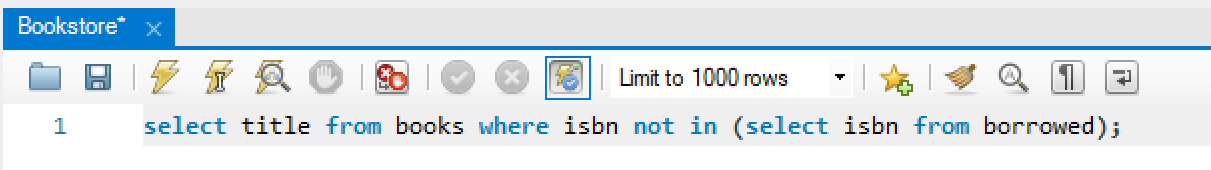 Bookstore*
Limit to 1000 rows
1 select title from books where isbn not in (select isbn from borrowed);